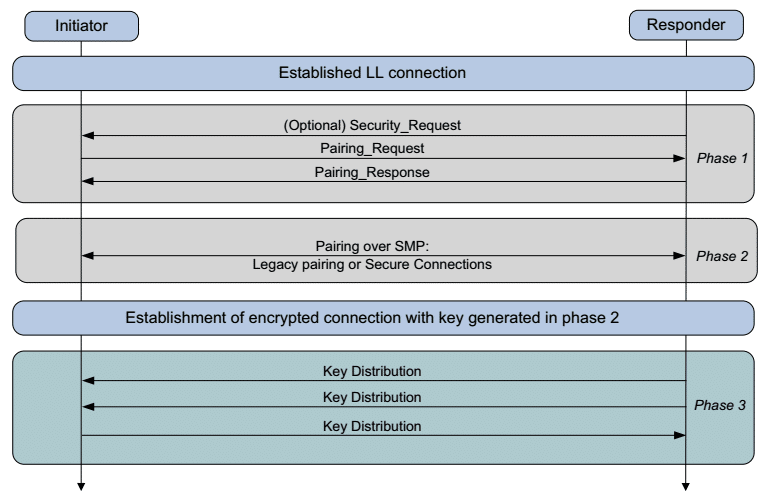 Initiator
Responder
Established LL connection
(Optional) Security_Request
Pairing_Request
Phase 1
Pairing_Response
Pairing over SMP:
Phase 2
Legacy pairing or Secure Connections
Establishment of encrypted connection with key generated in phase 2
Key Distribution
Key Distribution
Phase 3
Key Distribution